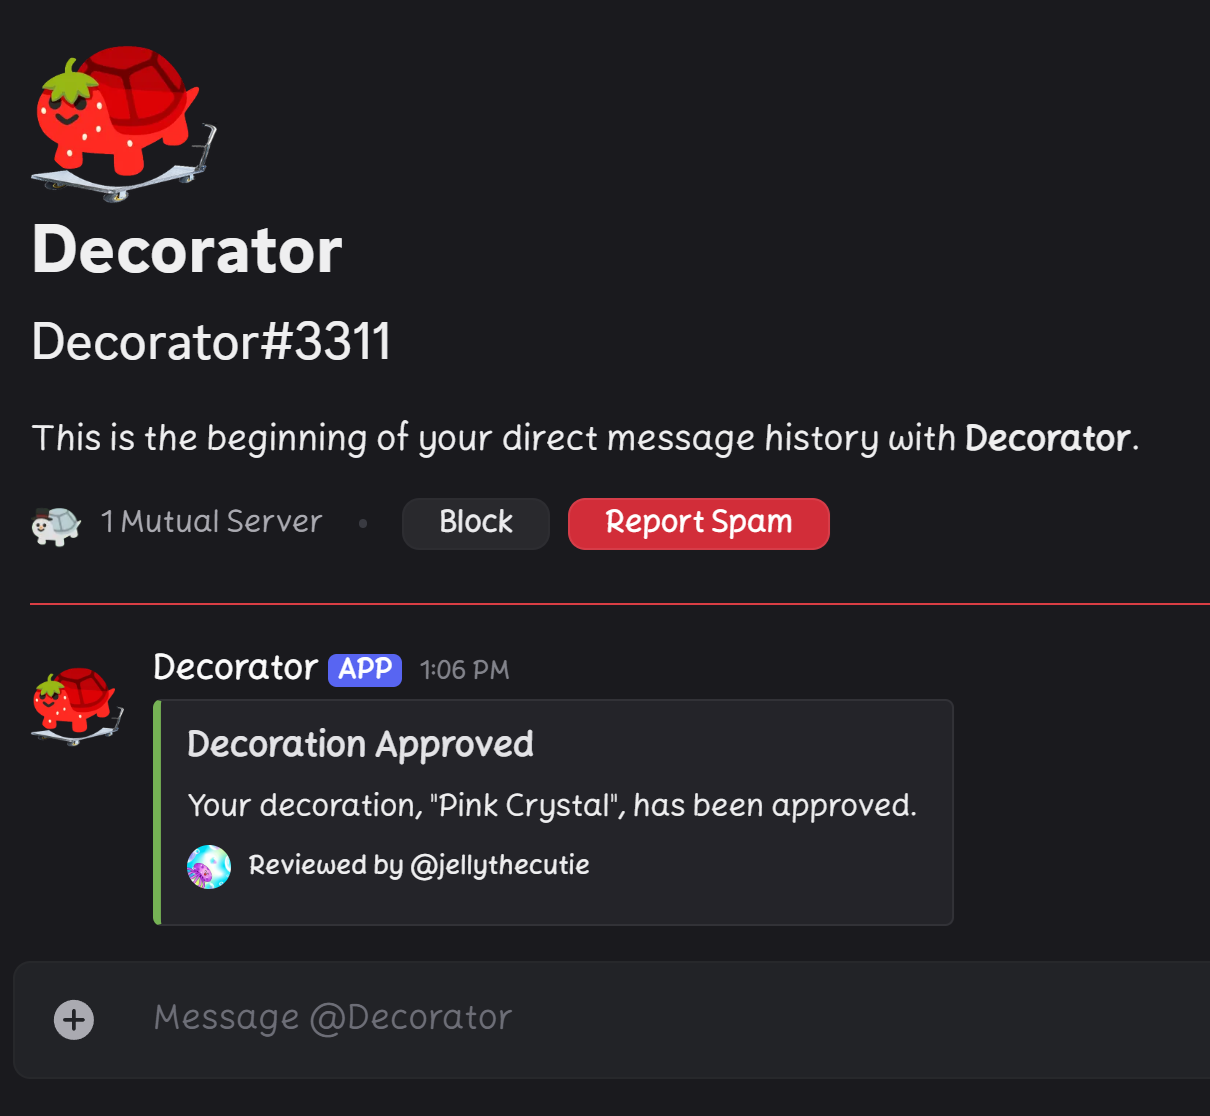 Decorator
Decorator#3311
This is the beginning of your direct message history with Decorator.
1 Mutual Server
Block
Report Spam
Decorator APP 1:06 PM
Decoration Approved
Your decoration, "Pink Crystal", has been approved.
Reviewed by @jellythecutie
Message @Decorator